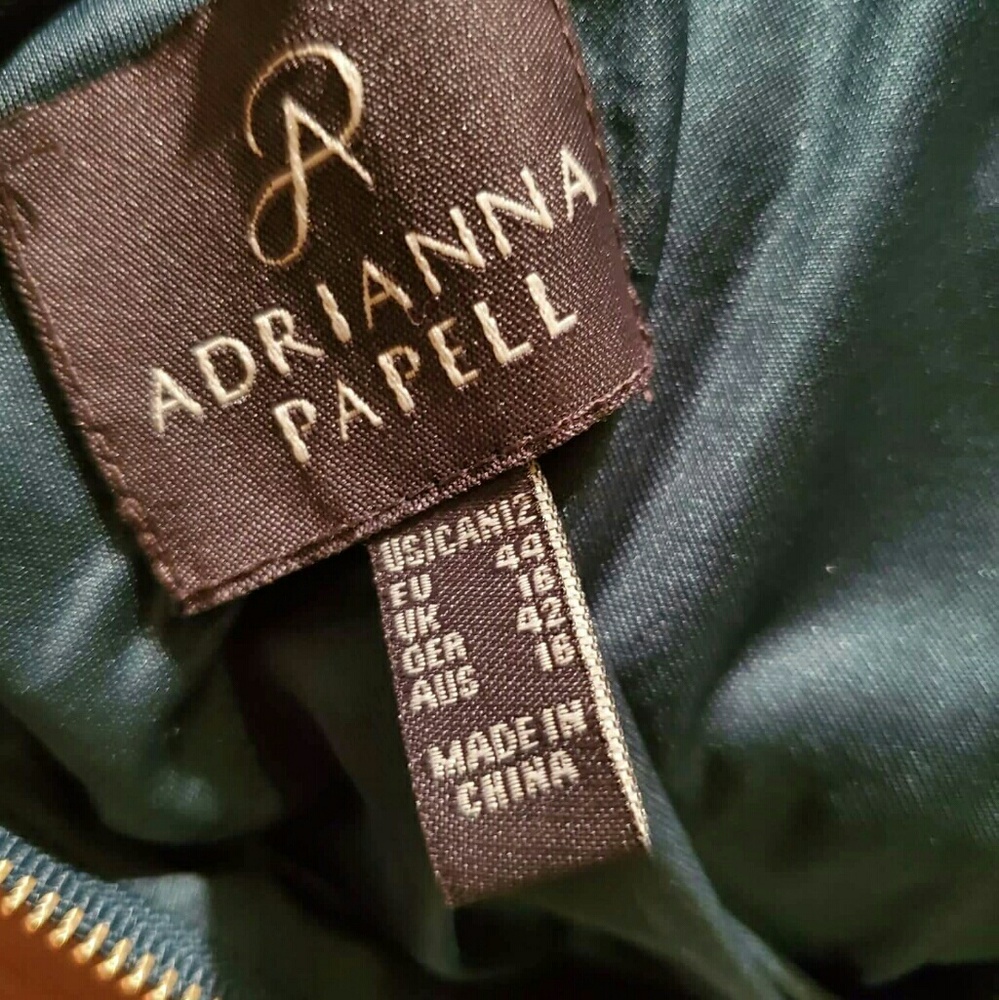 ADRIANNA
PAPELL
US/CAN 12
EU 44
UK 16
GER 42
AUS 16
MADE IN
CHINA